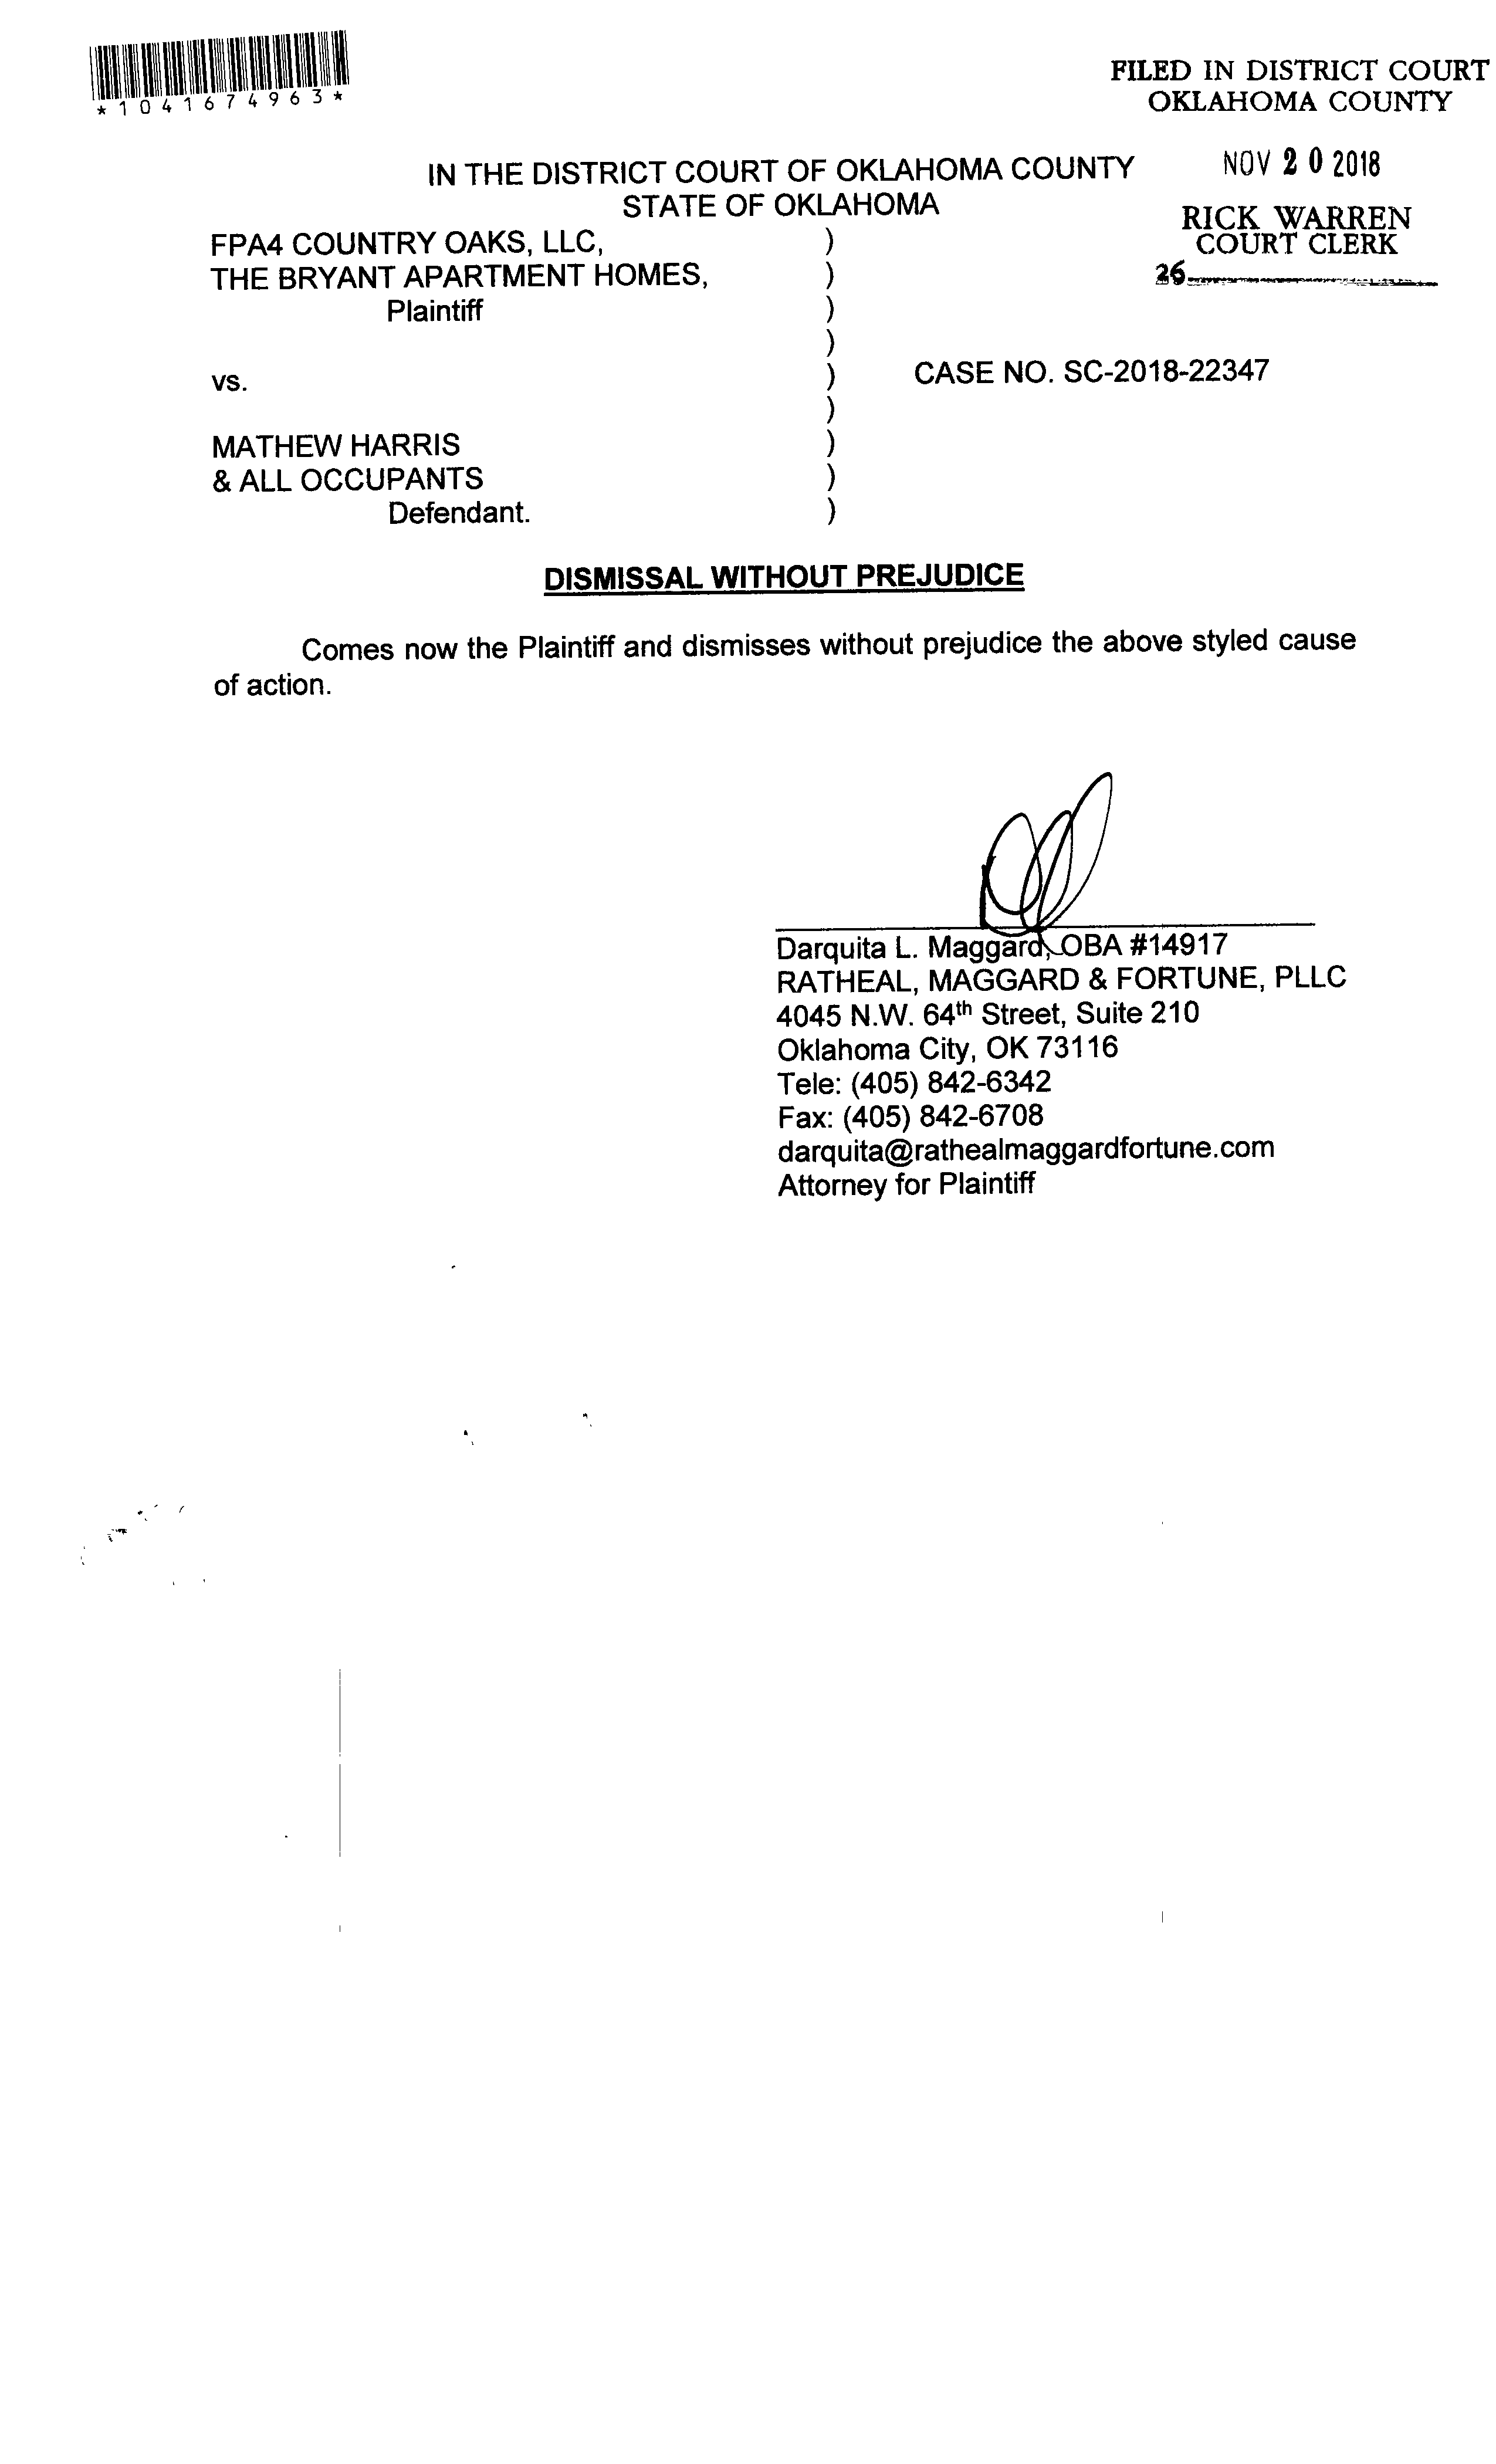 *1041674963*
FILED IN DISTRICT COURT
OKLAHOMA COUNTY
NOV 20 2018
RICK WARREN
COURT CLERK
26
IN THE DISTRICT COURT OF OKLAHOMA COUNTY
STATE OF OKLAHOMA
FPA4 COUNTRY OAKS, LLC, )
THE BRYANT APARTMENT HOMES, )
Plaintiff )
)
vs. ) CASE NO. SC-2018-22347
)
MATHEW HARRIS )
& ALL OCCUPANTS )
Defendant. )
DISMISSAL WITHOUT PREJUDICE
Comes now the Plaintiff and dismisses without prejudice the above styled cause
of action.
Darquita L. Maggard, OBA #14917
RATHEAL, MAGGARD & FORTUNE, PLLC
4045 N.W. 64th Street, Suite 210
Oklahoma City, OK 73116
Tele: (405) 842-6342
Fax: (405) 842-6708
darquita@rathealmaggardfortune.com
Attorney for Plaintiff